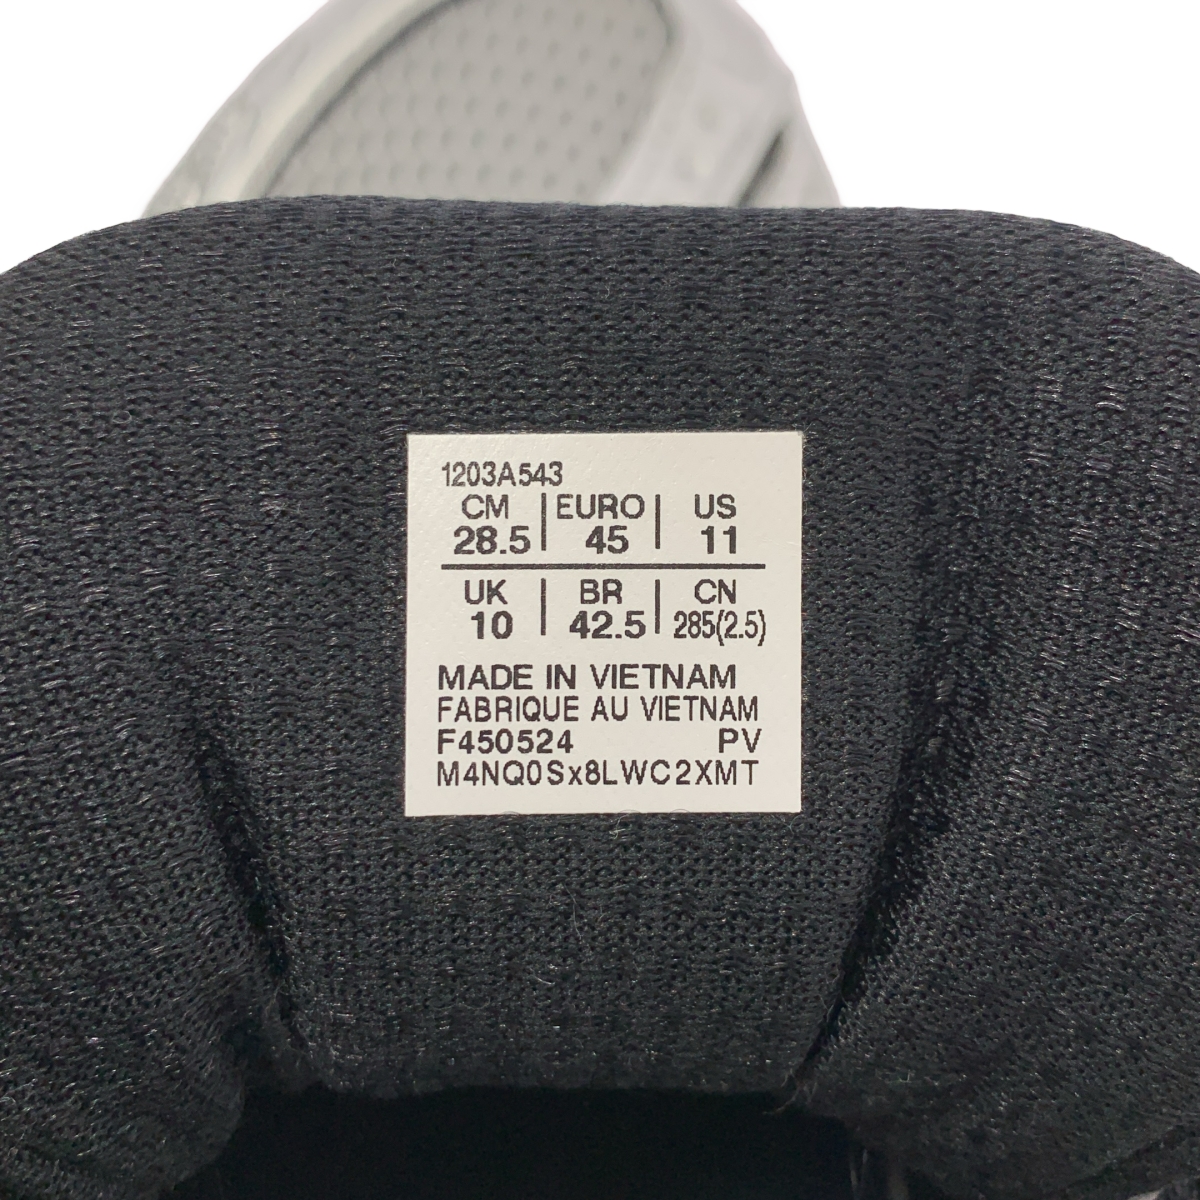 1203A543
CM | EURO | US
28.5 | 45 | 11
UK | BR | CN
10 | 42.5 | 285(2.5)
MADE IN VIETNAM
FABRIQUE AU VIETNAM
F450524 PV
M4NQ0Sx8LWC2XMT